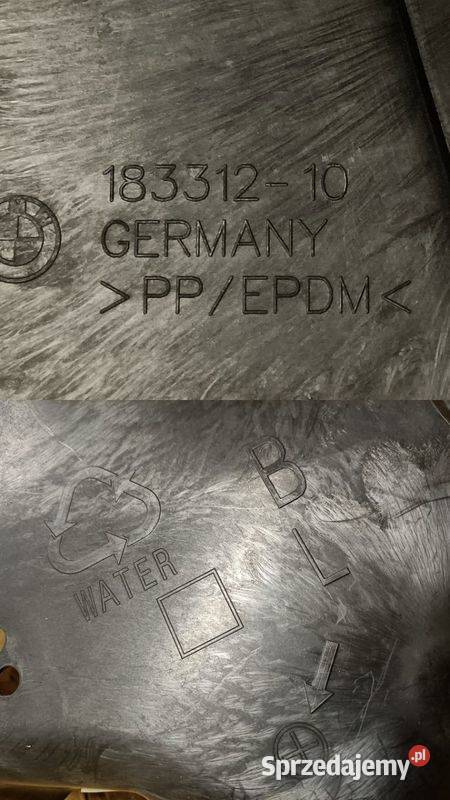 183312-10
GERMANY
>PP/EPDM<
B
L
WATER
Sprzedajemy.pl